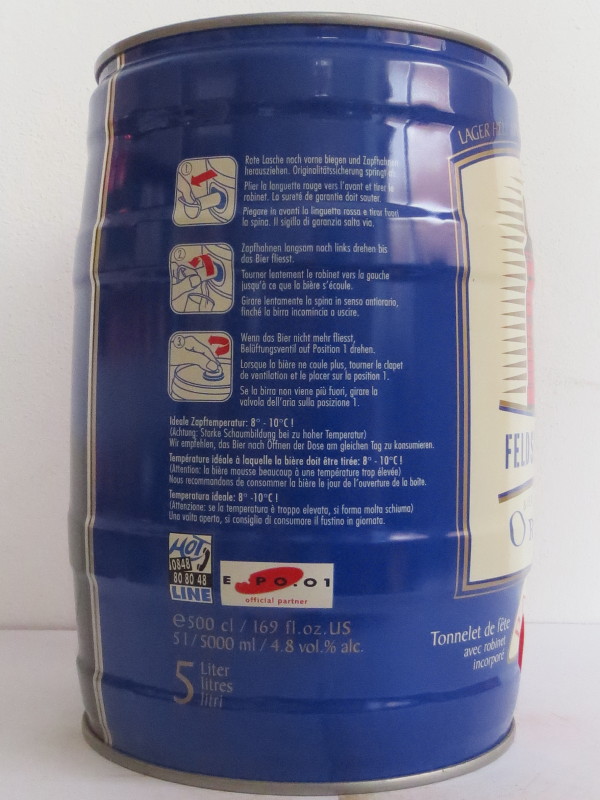 LAGER H
1
Rote Lasche nach vorne biegen und Zapfhahnen
herausziehen. Originalitätssicherung springt
Plier la languette rouge vers l'avant et tirer le
robinet. La sureté de garantie doit sauter.
Piegare in avanti la linguetta rossa e tirar fuori
la spina. Il sigillo di garanzia salta via.
2
Zapfhahnen langsam nach links drehen bis
das Bier fliesst.
Tourner lentement le robinet vers la gauche
jusqu'à ce que la bière s'écoule.
Girare lentamente la spina in senso antiorario,
finché la birra incomincia a uscire.
3
Wenn das Bier nicht mehr fliesst,
Belüftungsventil auf Position 1 drehen.
Lorsque la bière ne coule plus, tourner le clapet
de ventilation et le placer sur la position 1.
Se la birra non viene più fuori, girare la
valvola dell'aria sulla posizione 1.
Ideale Zapftemperatur: 8° - 10°C !
(Achtung: Starke Schaumbildung bei zu hoher Temperatur)
Wir empfehlen, das Bier nach Öffnen der Dose am gleichen Tag zu konsumieren.
Température idéale à laquelle la bière doit être tirée: 8° - 10°C !
(Attention: la bière mousse beaucoup à une température trop élevée)
Nous recommandons de consommer la bière le jour de l'ouverture de la boîte.
Temperatura ideale: 8° -10°C !
(Attenzione: se la temperatura è troppo elevata, si forma molta schiuma)
Una volta aperto, si consiglia di consumare il fustino in giornata.
HOT
0848
80 80 48
LINE
E PO.01
official partner
FELDS
O
e500 cl / 169 fl.oz.US
5 l / 5000 ml / 4.8 vol.% alc.
5 Liter
litres
litri
Tonnelet de fête
avec robinet
incorporé